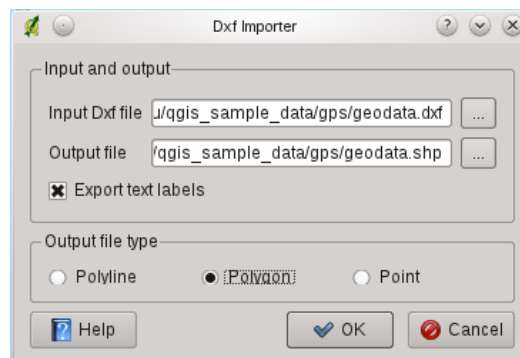 Dxf Importer
Input and output
Input Dxf file u/qgis_sample_data/gps/geodata.dxf ...
Output file /qgis_sample_data/gps/geodata.shp ...
Export text labels
Output file type
Polyline Polygon Point
Help OK Cancel